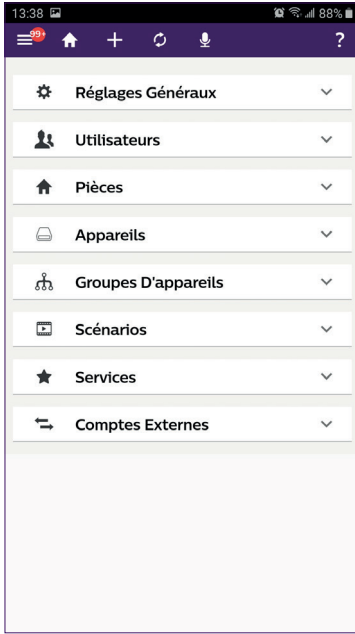 13:38 88%
99+ ?
Réglages Généraux
Utilisateurs
Pièces
Appareils
Groupes D'appareils
Scénarios
Services
Comptes Externes